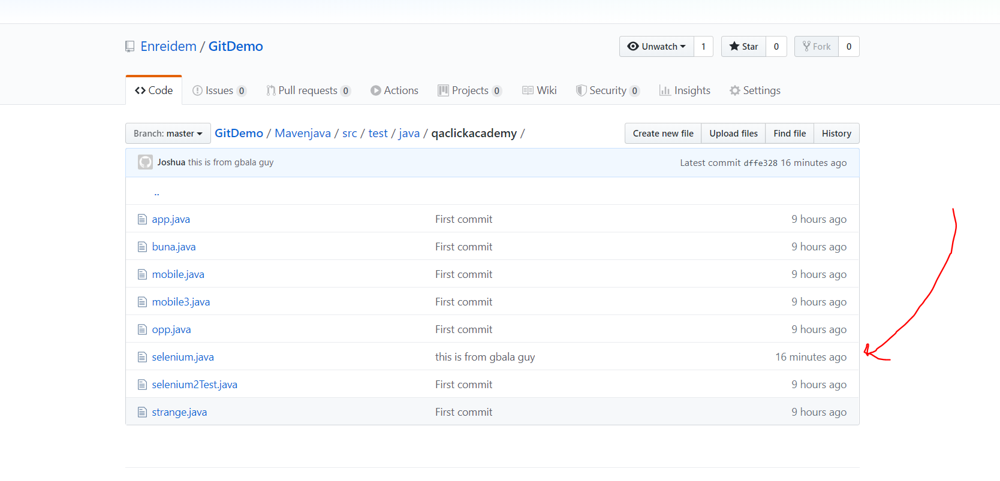 Enreidem / GitDemo
Unwatch 1 Star 0 Fork 0
Code Issues 0 Pull requests 0 Actions Projects 0 Wiki Security 0 Insights Settings
Branch: master GitDemo / Mavenjava / src / test / java / qaclickacademy / Create new file Upload files Find file History
Joshua this is from gbala guy Latest commit dffe328 16 minutes ago
..
app.java First commit 9 hours ago
buna.java First commit 9 hours ago
mobile.java First commit 9 hours ago
mobile3.java First commit 9 hours ago
opp.java First commit 9 hours ago
selenium.java this is from gbala guy 16 minutes ago
selenium2Test.java First commit 9 hours ago
strange.java First commit 9 hours ago